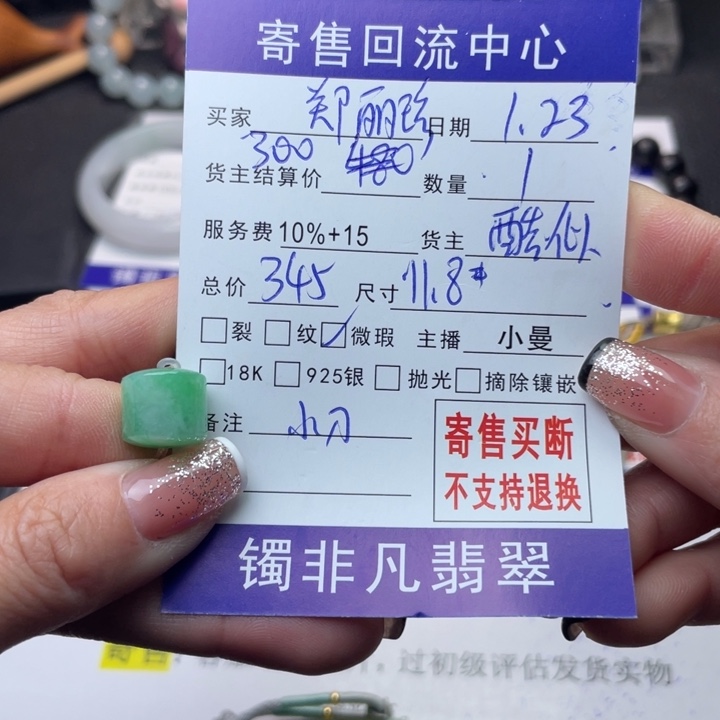 寄售回流中心
买家 郑丽珍 日期 1.23
货主结算价 300 480 数量 1
服务费 10%+15 货主 酷似
总价 345 尺寸 11.8#
裂 纹 微瑕 主播 小曼
18K 925银 抛光 摘除镶嵌
备注 小刀
寄售买断
不支持退换
镯非凡翡翠
过初级评估发货实物